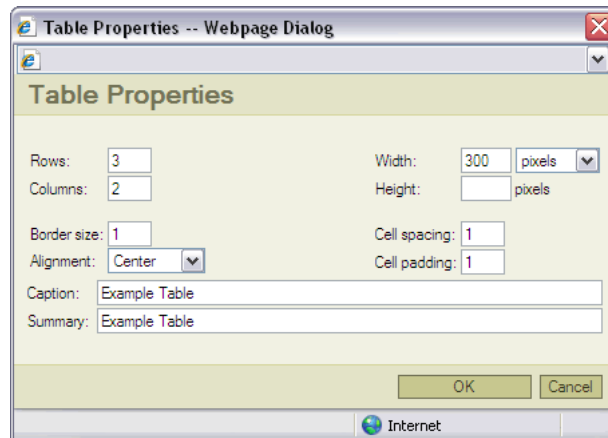 Table Properties -- Webpage Dialog
Table Properties
Rows: 3 Width: 300 pixels
Columns: 2 Height: pixels
Border size: 1 Cell spacing: 1
Alignment: Center Cell padding: 1
Caption: Example Table
Summary: Example Table
OK Cancel
Internet